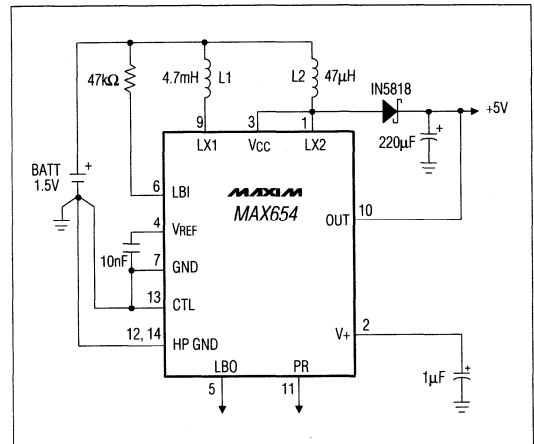 47kΩ
4.7mH
L1
L2
47μH
IN5818
+5V
220μF
+
9
3
1
LX1
VCC
LX2
BATT
1.5V
+
6
LBI
MAXIM
MAX654
OUT
10
4
VREF
10nF
7
GND
13
CTL
12, 14
HP GND
V+
2
LBO
PR
5
11
1μF
+